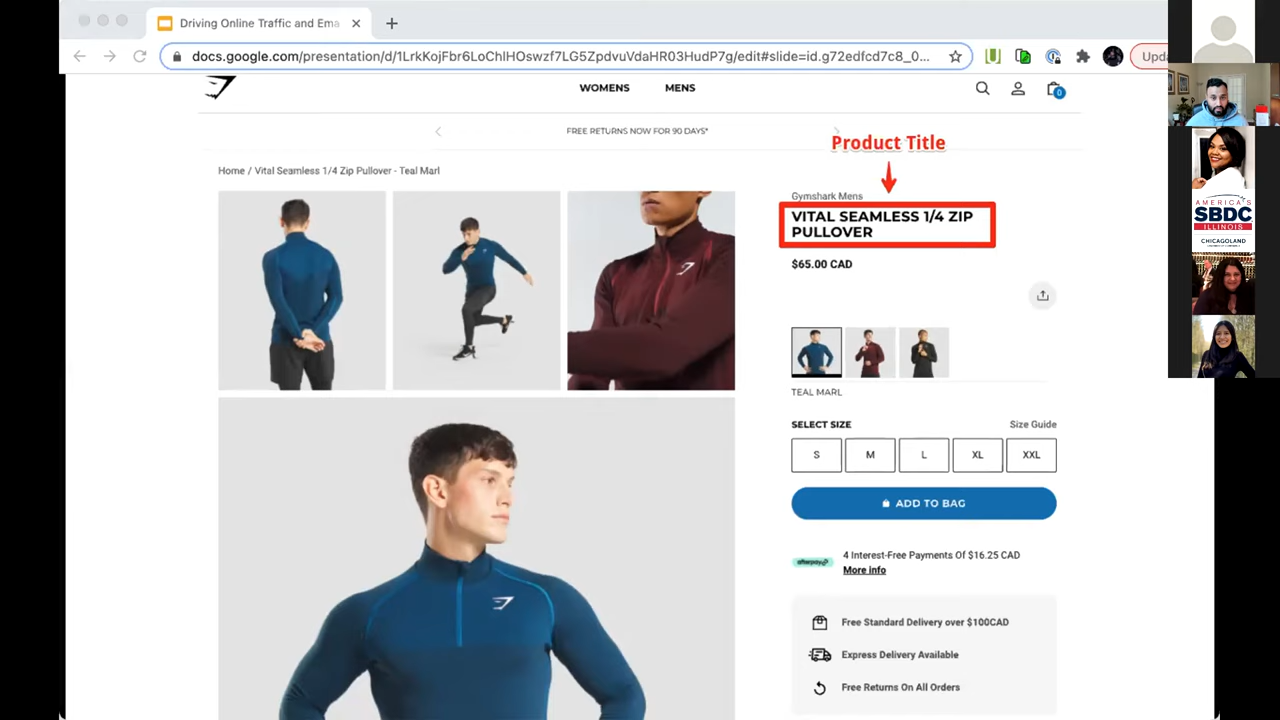 Driving Online Traffic and Ema
docs.google.com/presentation/d/1LrkKojFbr6LoChlHOswzf7LG5ZpdvuVdaHR03HudP7g/edit#slide=id.g72edfcd7c8_0...
Upda
WOMENS
MENS
0
FREE RETURNS NOW FOR 90 DAYS*
Product Title
Home / Vital Seamless 1/4 Zip Pullover - Teal Marl
Gymshark Mens
VITAL SEAMLESS 1/4 ZIP
PULLOVER
$65.00 CAD
TEAL MARL
SELECT SIZE
Size Guide
S
M
L
XL
XXL
ADD TO BAG
afterpay
4 Interest-Free Payments Of $16.25 CAD
More info
Free Standard Delivery over $100CAD
Express Delivery Available
Free Returns On All Orders
AMERICA'S
SBDC
ILLINOIS
CHICAGOLAND